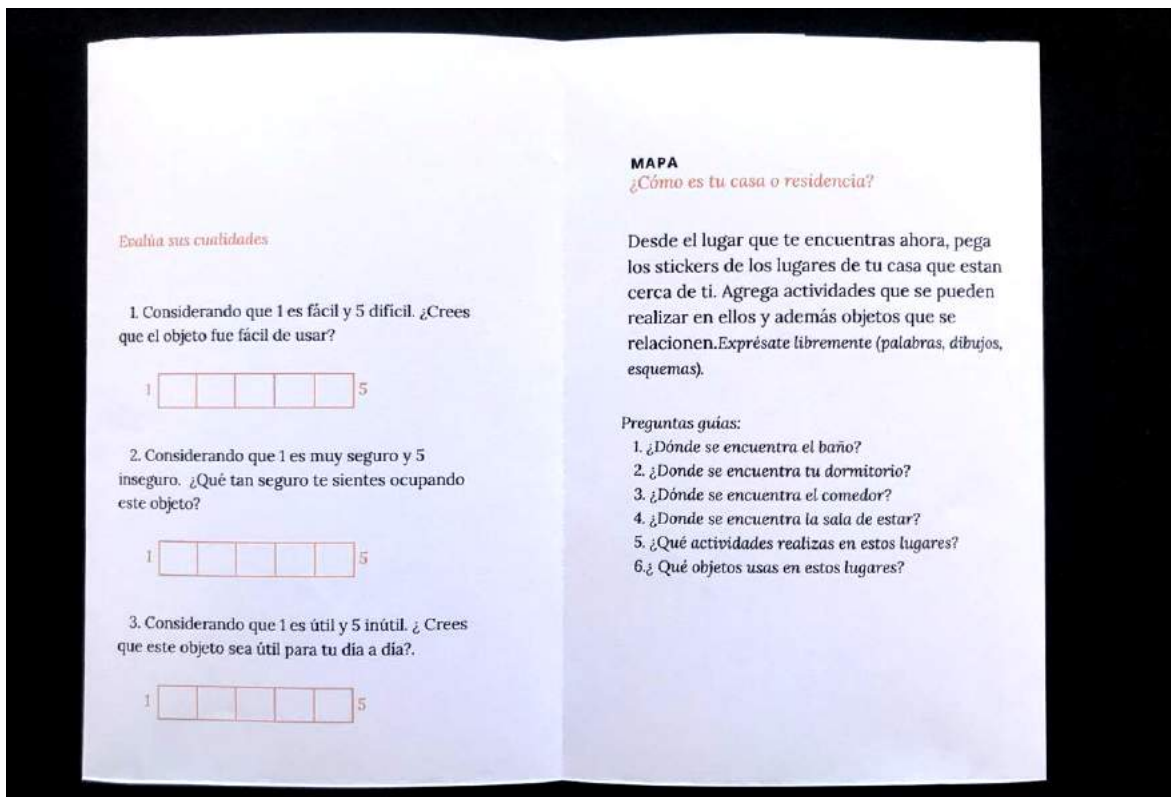 Evalúa sus cualidades
1. Considerando que 1 es fácil y 5 difícil. ¿Crees
que el objeto fue fácil de usar?
1 5
2. Considerando que 1 es muy seguro y 5
inseguro. ¿Qué tan seguro te sientes ocupando
este objeto?
1 5
3. Considerando que 1 es útil y 5 inútil. ¿ Crees
que este objeto sea útil para tu día a día?.
1 5
MAPA
¿Cómo es tu casa o residencia?
Desde el lugar que te encuentras ahora, pega
los stickers de los lugares de tu casa que estan
cerca de ti. Agrega actividades que se pueden
realizar en ellos y además objetos que se
relacionen.Exprésate libremente (palabras, dibujos,
esquemas).
Preguntas guías:
1. ¿Dónde se encuentra el baño?
2. ¿Donde se encuentra tu dormitorio?
3. ¿Dónde se encuentra el comedor?
4. ¿Donde se encuentra la sala de estar?
5. ¿Qué actividades realizas en estos lugares?
6.¿ Qué objetos usas en estos lugares?